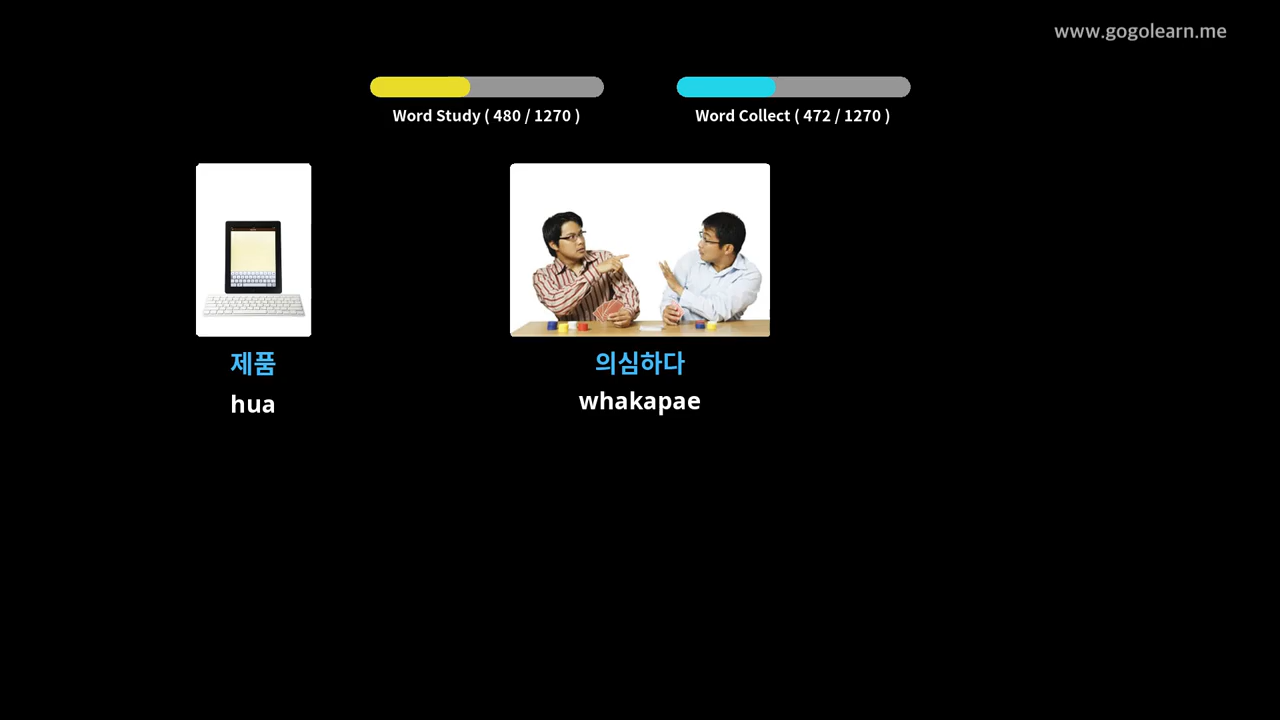 www.gogolearn.me
Word Study ( 480 / 1270 )
Word Collect ( 472 / 1270 )
제품
hua
의심하다
whakapae